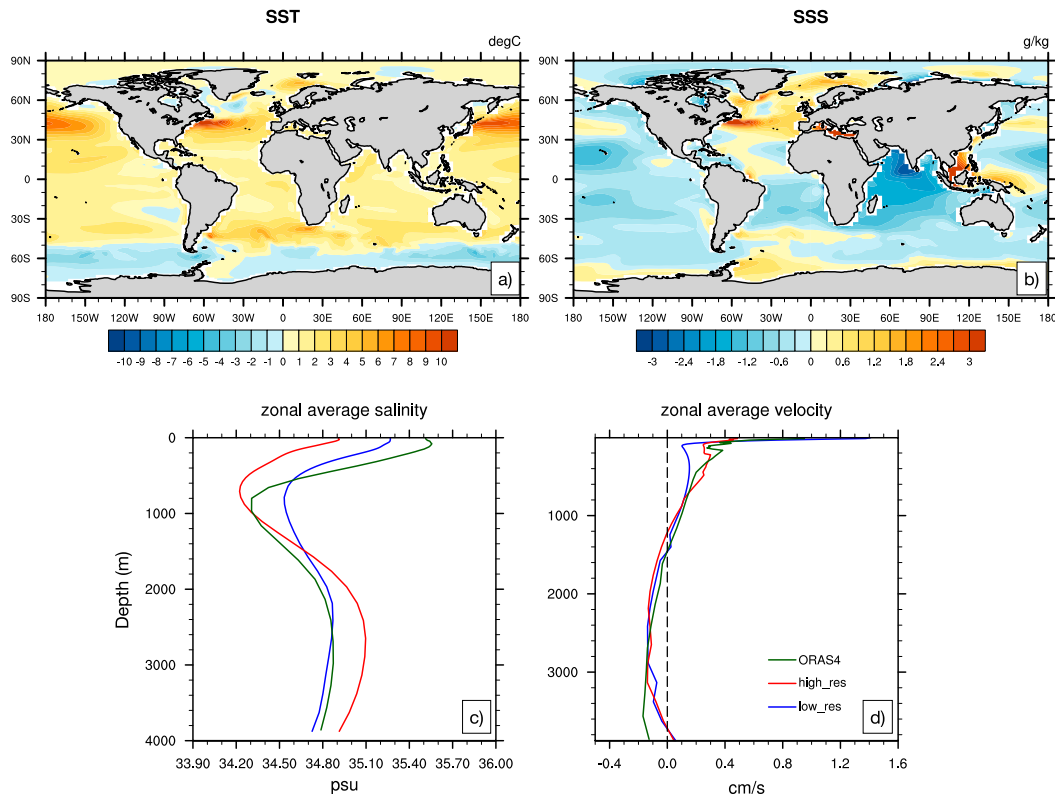 SST
SSS
degC
g/kg
90N
60N
30N
0
30S
60S
90S
a)
180 150W 120W 90W 60W 30W 0 30E 60E 90E 120E 150E 180
90N
60N
30N
0
30S
60S
90S
b)
180 150W 120W 90W 60W 30W 0 30E 60E 90E 120E 150E 180
-10 -9 -8 -7 -6 -5 -4 -3 -2 -1 0 1 2 3 4 5 6 7 8 9 10
-3 -2.4 -1.8 -1.2 -0.6 0 0.6 1.2 1.8 2.4 3
zonal average salinity
0
1000
2000
3000
4000
Depth (m)
c)
33.90 34.20 34.50 34.80 35.10 35.40 35.70 36.00
psu
zonal average velocity
1000
2000
3000
ORAS4
high_res
low_res
d)
-0.4 0.0 0.4 0.8 1.2 1.6
cm/s